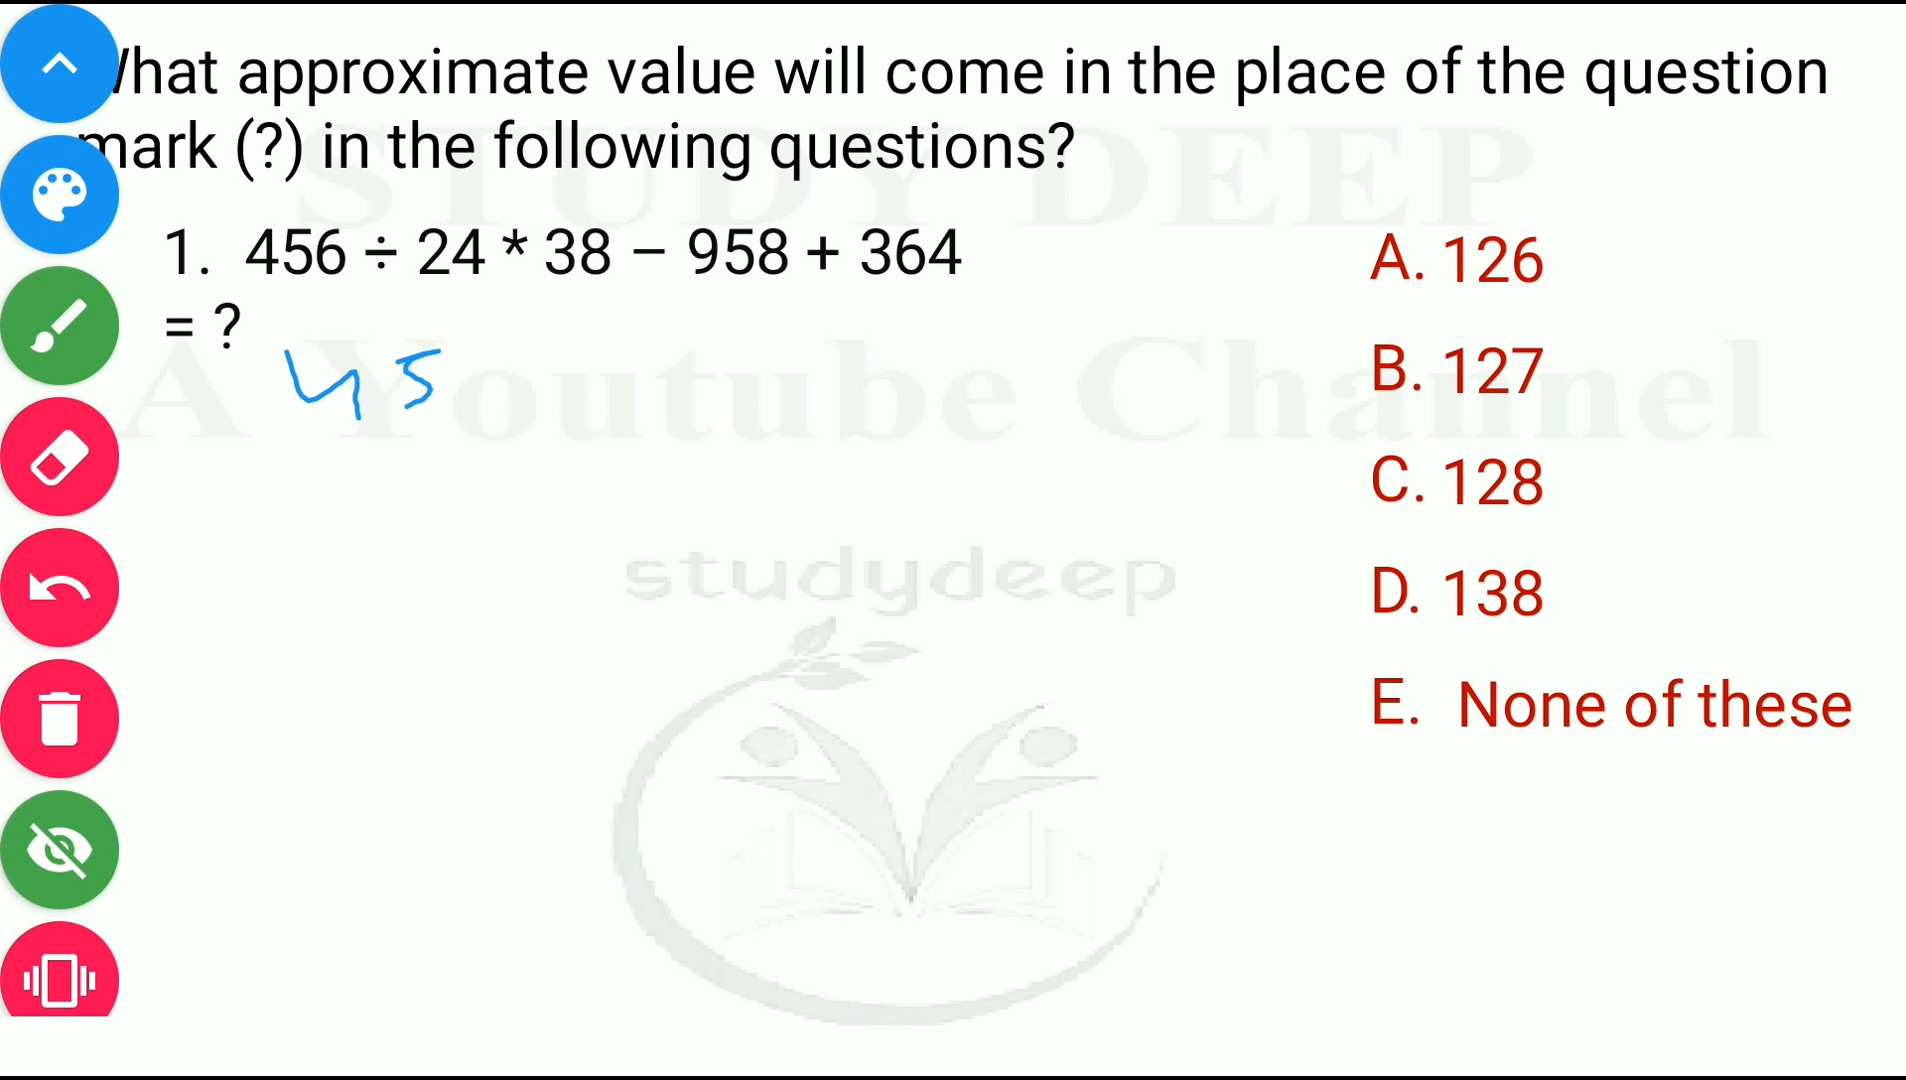 hat approximate value will come in the place of the question
mark (?) in the following questions?
1. 456 ÷ 24 * 38 – 958 + 364
= ?
45
A. 126
B. 127
C. 128
D. 138
E. None of these
STUDY DEEP
A Youtube Channel
studydeep